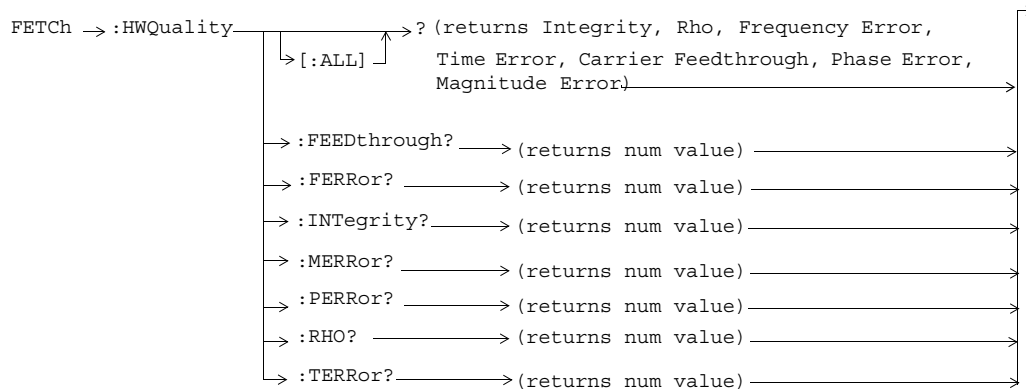 FETCh :HWQuality ? (returns Integrity, Rho, Frequency Error,
[:ALL] Time Error, Carrier Feedthrough, Phase Error,
Magnitude Error)
:FEEDthrough? (returns num value)
:FERRor? (returns num value)
:INTegrity? (returns num value)
:MERRor? (returns num value)
:PERRor? (returns num value)
:RHO? (returns num value)
:TERRor? (returns num value)